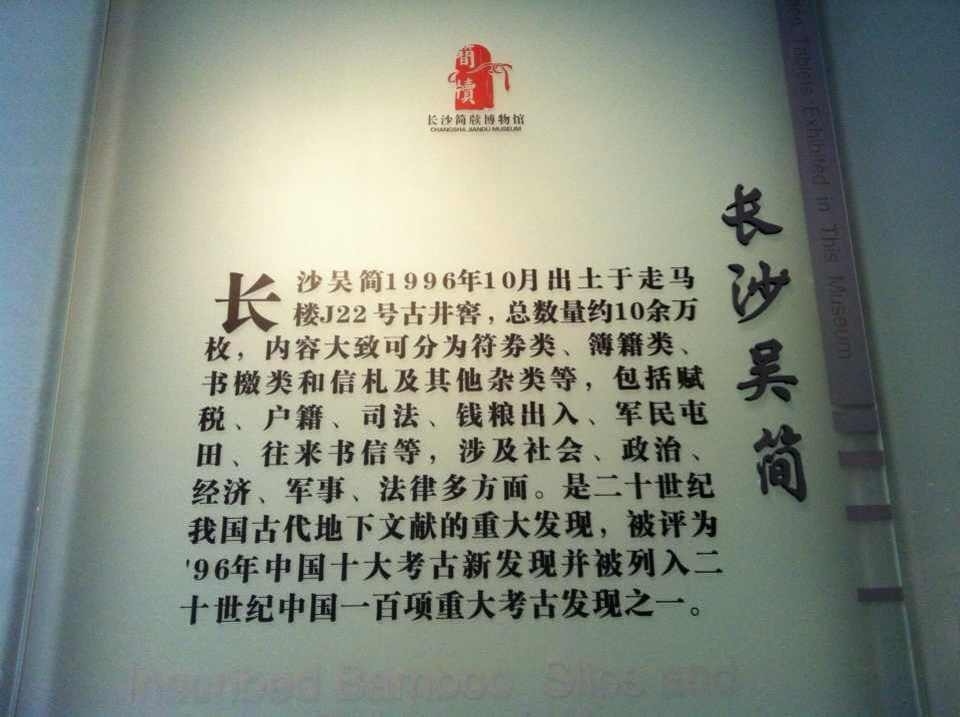 簡牘
长沙简牍博物馆
CHANGSHA JIANDU MUSEUM
长沙吴简
长沙吴简1996年10月出土于走马
楼J22号古井窖，总数量约10余万
枚，内容大致可分为符券类、簿籍类、
书檄类和信札及其他杂类等，包括赋
税、户籍、司法、钱粮出入、军民屯
田、往来书信等，涉及社会、政治、
经济、军事、法律多方面。是二十世纪
我国古代地下文献的重大发现，被评为
'96年中国十大考古新发现并被列入二
十世纪中国一百项重大考古发现之一。
Tablets Exhibited in This Museum
Inscribed Bamboo Slips and